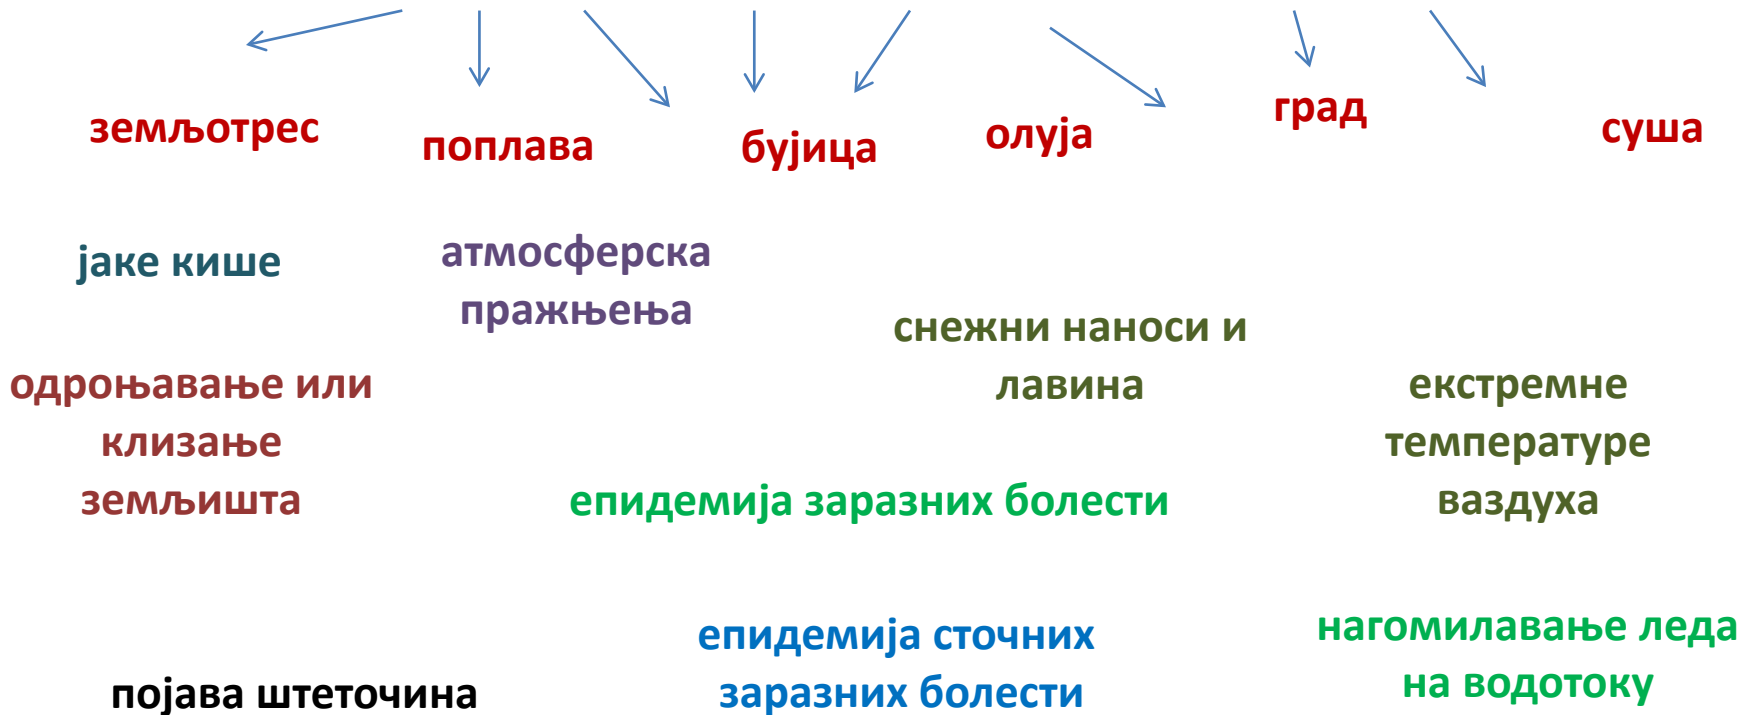 земљотрес
поплава
бујица
олуја
град
суша
јаке кише
атмосферска
пражњења
снежни наноси и
лавина
одроњавање или
клизање
земљишта
екстремне
температуре
ваздуха
епидемија заразних болести
епидемија сточних
заразних болести
нагомилавање леда
на водотоку
појава штеточина